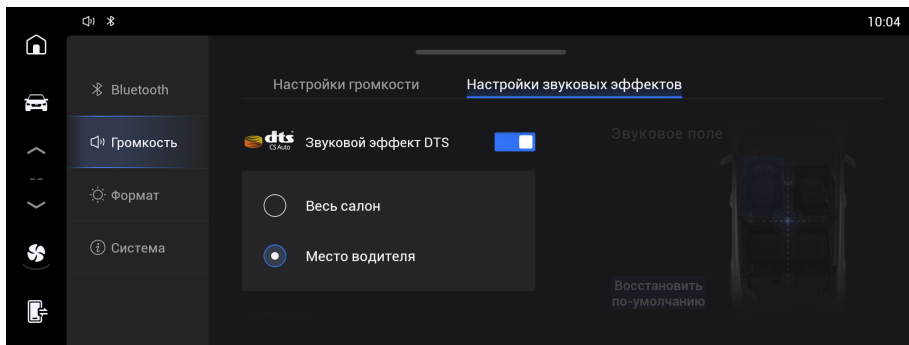 10:04
Bluetooth
Громкость
Формат
Система
Настройки громкости
Настройки звуковых эффектов
dts
CS Auto
Звуковой эффект DTS
Весь салон
Место водителя
Звуковое поле
Восстановить
по-умолчанию